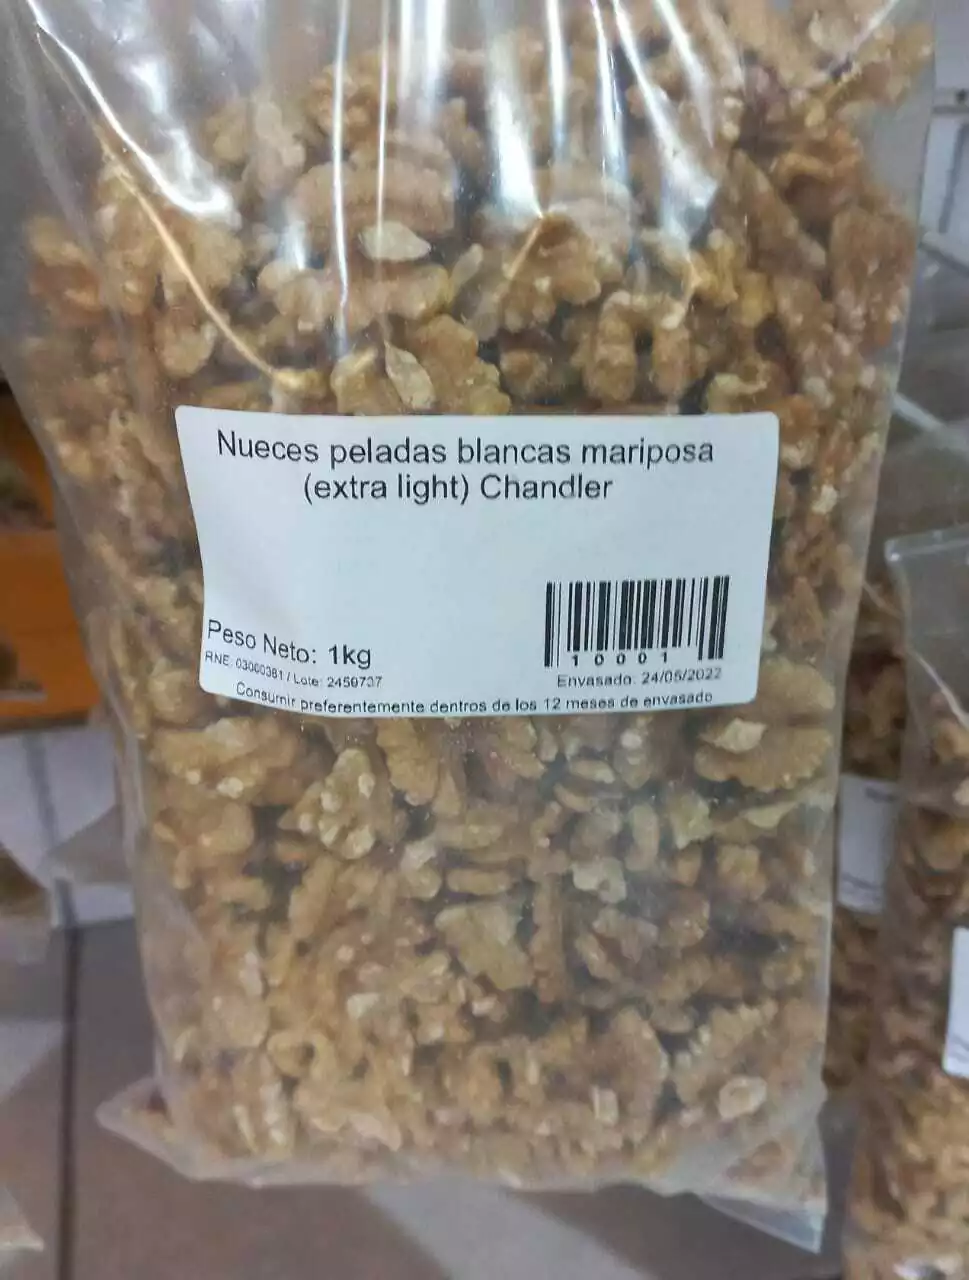 Nueces peladas blancas mariposa
(extra light) Chandler
Peso Neto: 1kg
RNE: 03000381 / Lote: 2459737
10001
Envasado: 24/05/2022
Consumir preferentemente dentros de los 12 meses de envasado